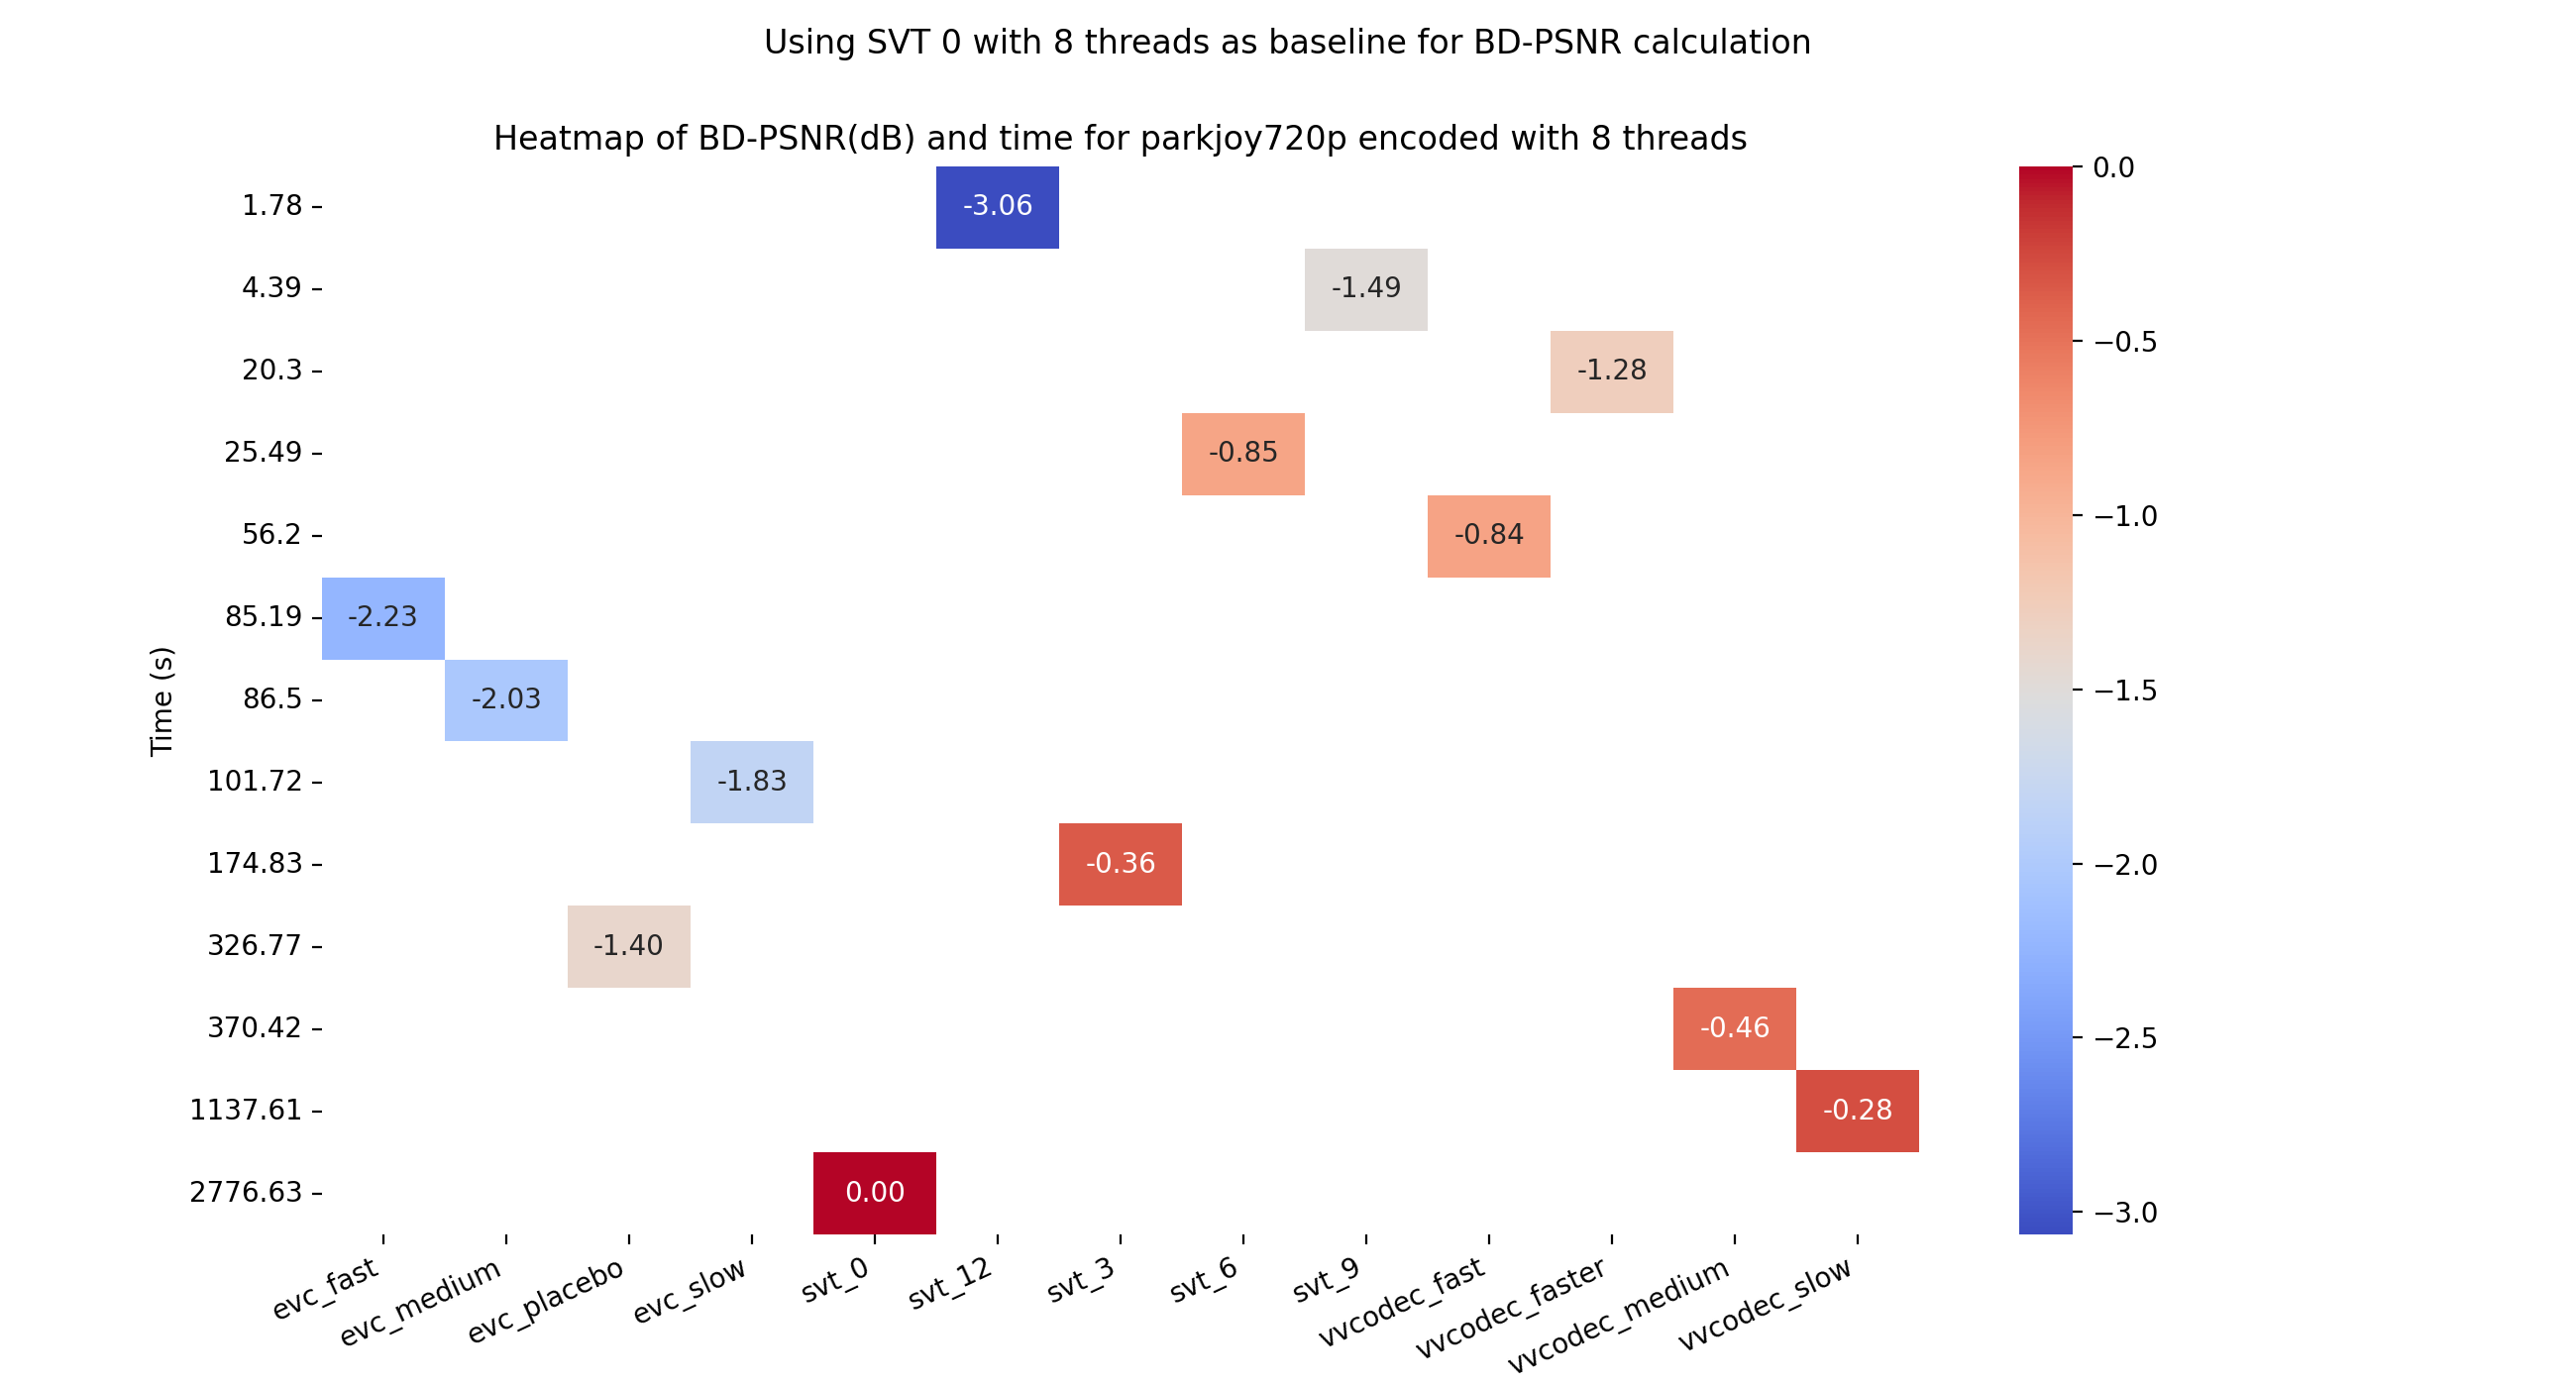 Using SVT 0 with 8 threads as baseline for BD-PSNR calculation
Heatmap of BD-PSNR(dB) and time for parkjoy720p encoded with 8 threads
Time (s)
1.78
4.39
20.3
25.49
56.2
85.19
86.5
101.72
174.83
326.77
370.42
1137.61
2776.63
-3.06
-1.49
-1.28
-0.85
-0.84
-2.23
-2.03
-1.83
-0.36
-1.40
-0.46
-0.28
0.00
evc_fast
evc_medium
evc_placebo
evc_slow
svt_0
svt_12
svt_3
svt_6
svt_9
vvcodec_fast
vvcodec_faster
vvcodec_medium
vvcodec_slow
0.0
−0.5
−1.0
−1.5
−2.0
−2.5
−3.0